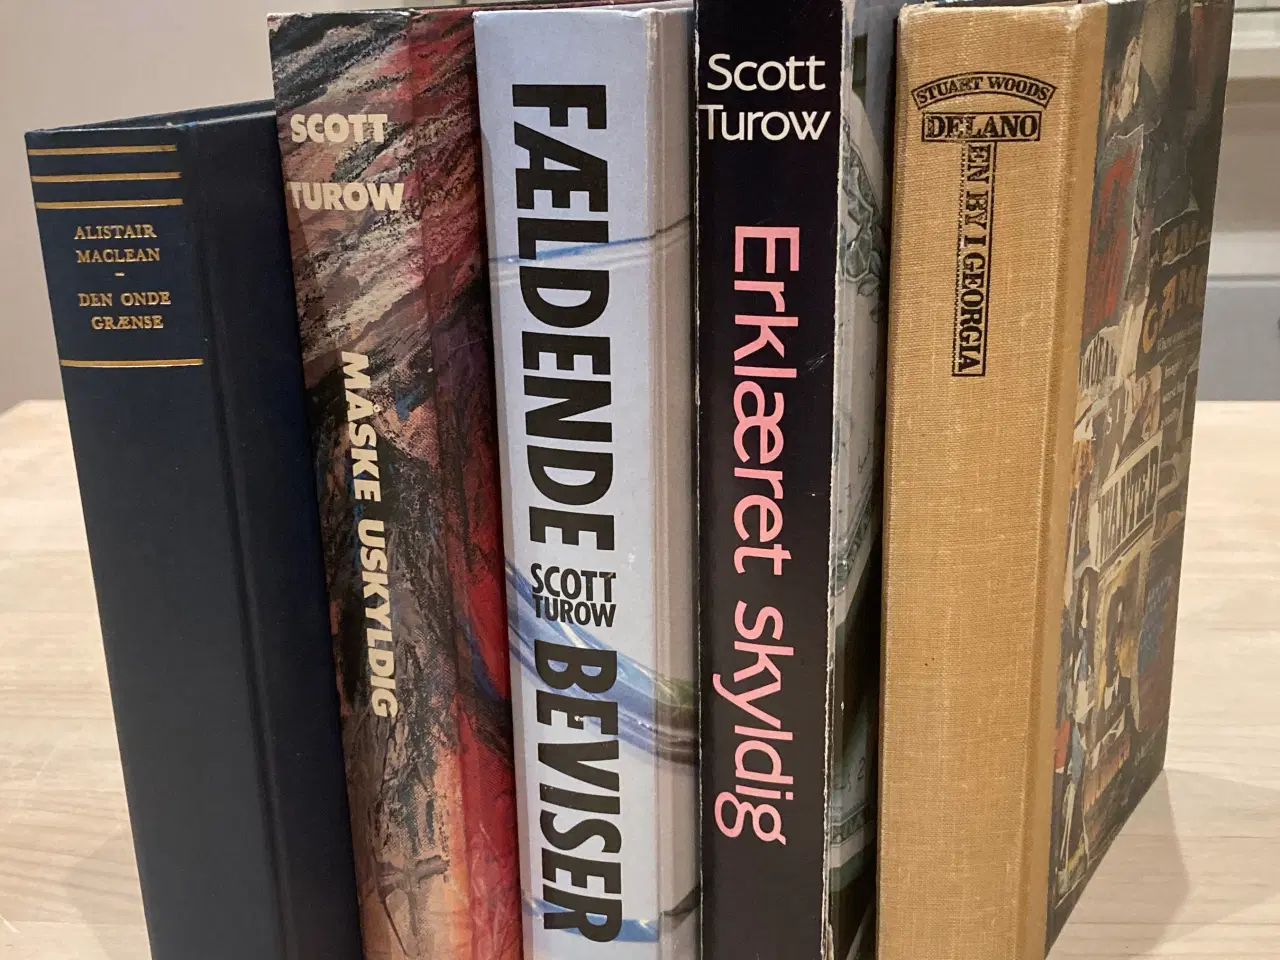 ALISTAIR
MACLEAN
-
DEN ONDE
GRÆNSE
SCOTT
TUROW
MÅSKE USKYLDIG
FÆLDENDE
SCOTT
TUROW
BEVISER
Scott
Turow
Erklæret skyldig
STUART WOODS
DELANO
EN BY I GEORGIA
WANTED